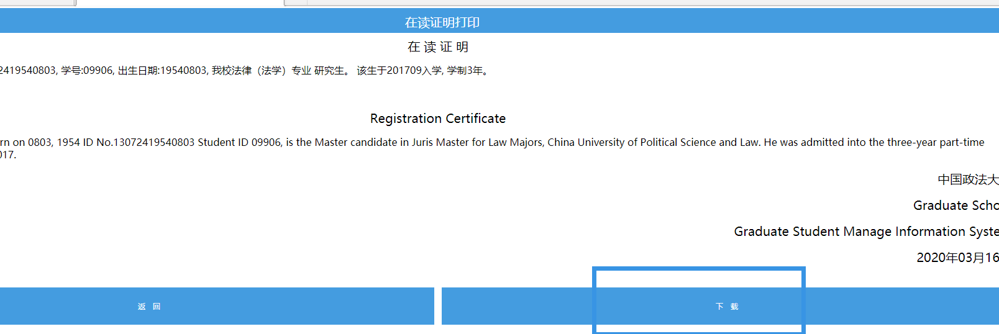 在读证明打印
在 读 证 明
2419540803, 学号:09906, 出生日期:19540803, 我校法律（法学）专业 研究生。 该生于201709入学, 学制3年。
Registration Certificate
rn on 0803, 1954 ID No.13072419540803 Student ID 09906, is the Master candidate in Juris Master for Law Majors, China University of Political Science and Law. He was admitted into the three-year part-time
017.
中国政法大
Graduate Scho
Graduate Student Manage Information Syste
2020年03月16
返 回
下 载